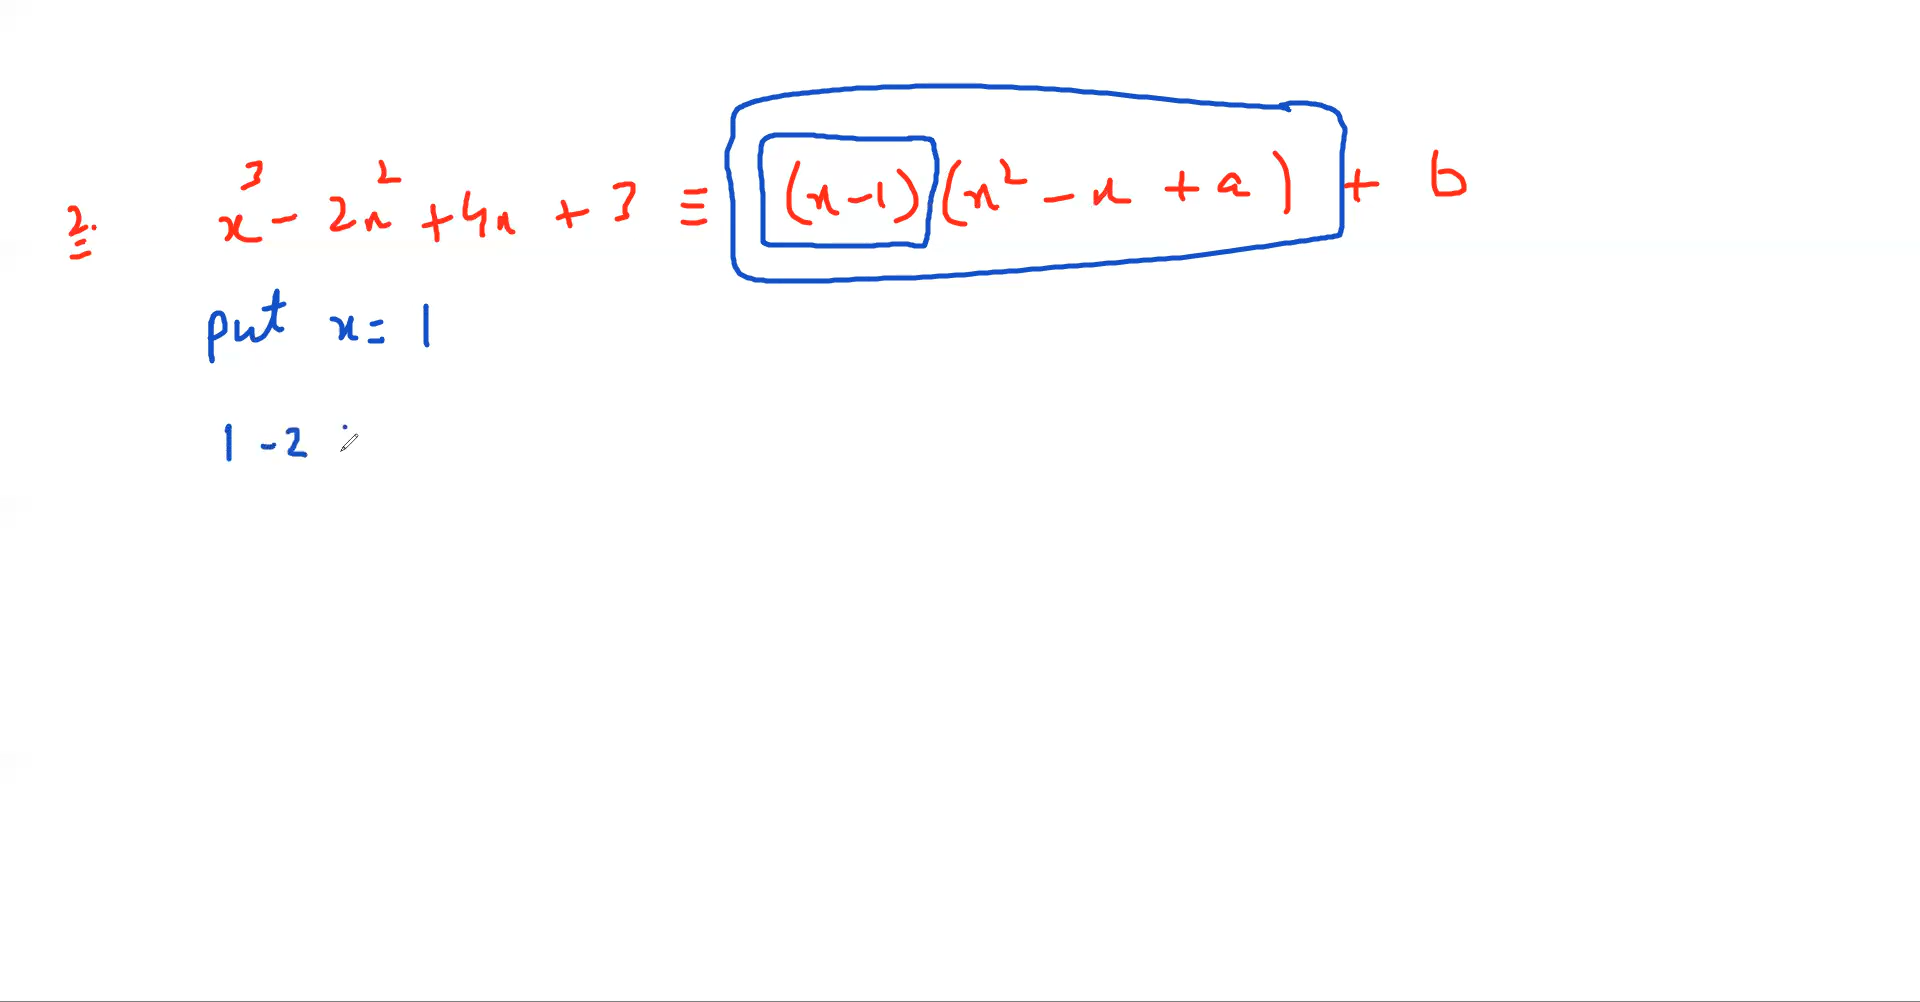 2. x³ - 2x² + 4x + 3 ≡ (x-1)(x² - x + a) + b
put x = 1
1 - 2